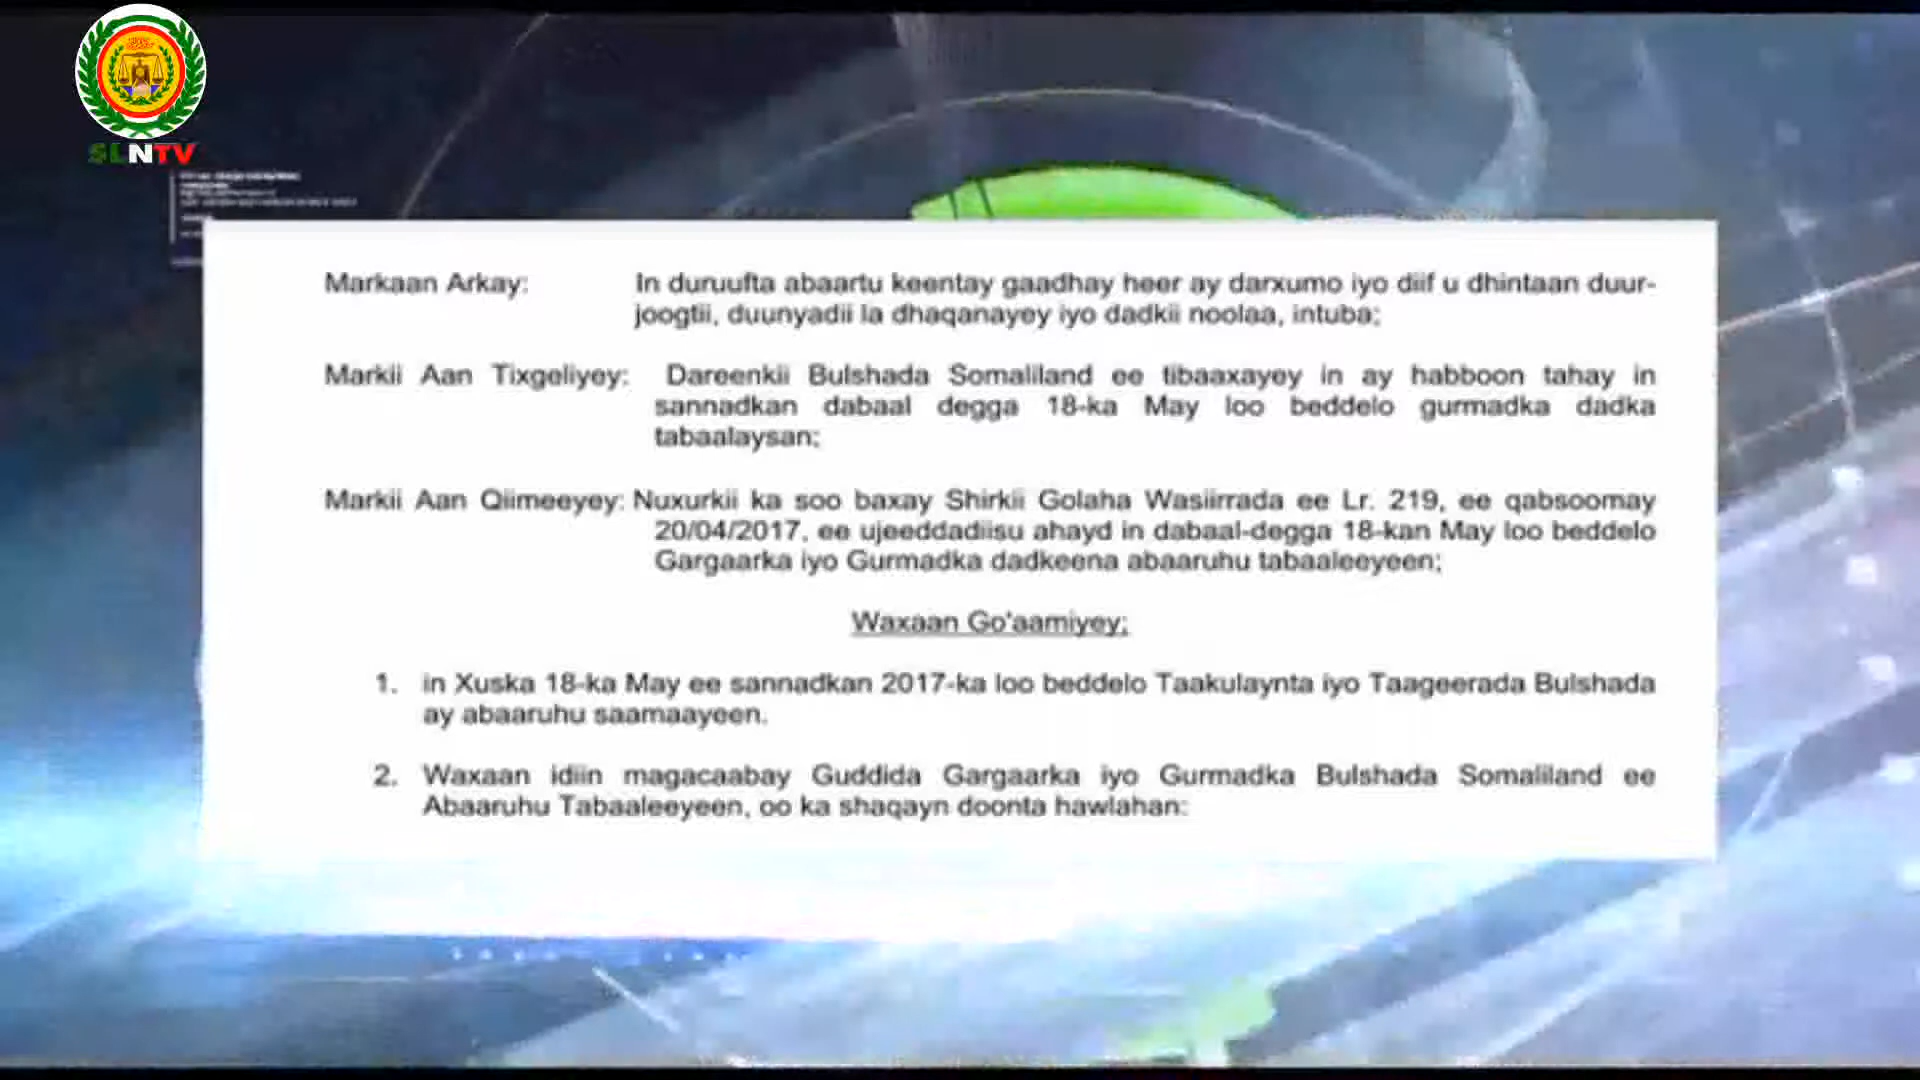 SLNTV
Markaan Arkay: In duruufta abaartu keentay gaadhay heer ay darxumo iyo diif u dhintaan duur-
joogtii, duunyadii la dhaqanayey iyo dadkii noolaa, intuba;
Markii Aan Tixgeliyey: Dareenkii Bulshada Somaliland ee tibaaxayey in ay habboon tahay in
sannadkan dabaal degga 18-ka May loo beddelo gurmadka dadka
tabaalaysan;
Markii Aan Qiimeeyey: Nuxurkii ka soo baxay Shirkii Golaha Wasiirrada ee Lr. 219, ee qabsoomay
20/04/2017, ee ujeeddadiisu ahayd in dabaal-degga 18-kan May loo beddelo
Gargaarka iyo Gurmadka dadkeena abaaruhu tabaaleeyeen;
Waxaan Go'aamiyey;
1. in Xuska 18-ka May ee sannadkan 2017-ka loo beddelo Taakulaynta iyo Taageerada Bulshada
ay abaaruhu saamaayeen.
2. Waxaan idiin magacaabay Guddida Gargaarka iyo Gurmadka Bulshada Somaliland ee
Abaaruhu Tabaaleeyeen, oo ka shaqayn doonta hawlahan: